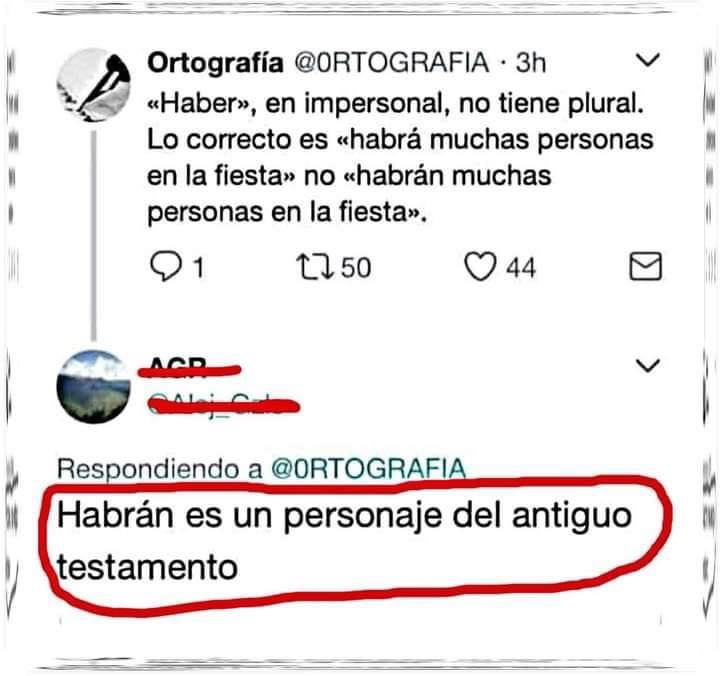 Ortografía @0RTOGRAFIA · 3h
«Haber», en impersonal, no tiene plural.
Lo correcto es «habrá muchas personas
en la fiesta» no «habrán muchas
personas en la fiesta».
1 50 44
Respondiendo a @0RTOGRAFIA
Habrán es un personaje del antiguo
testamento